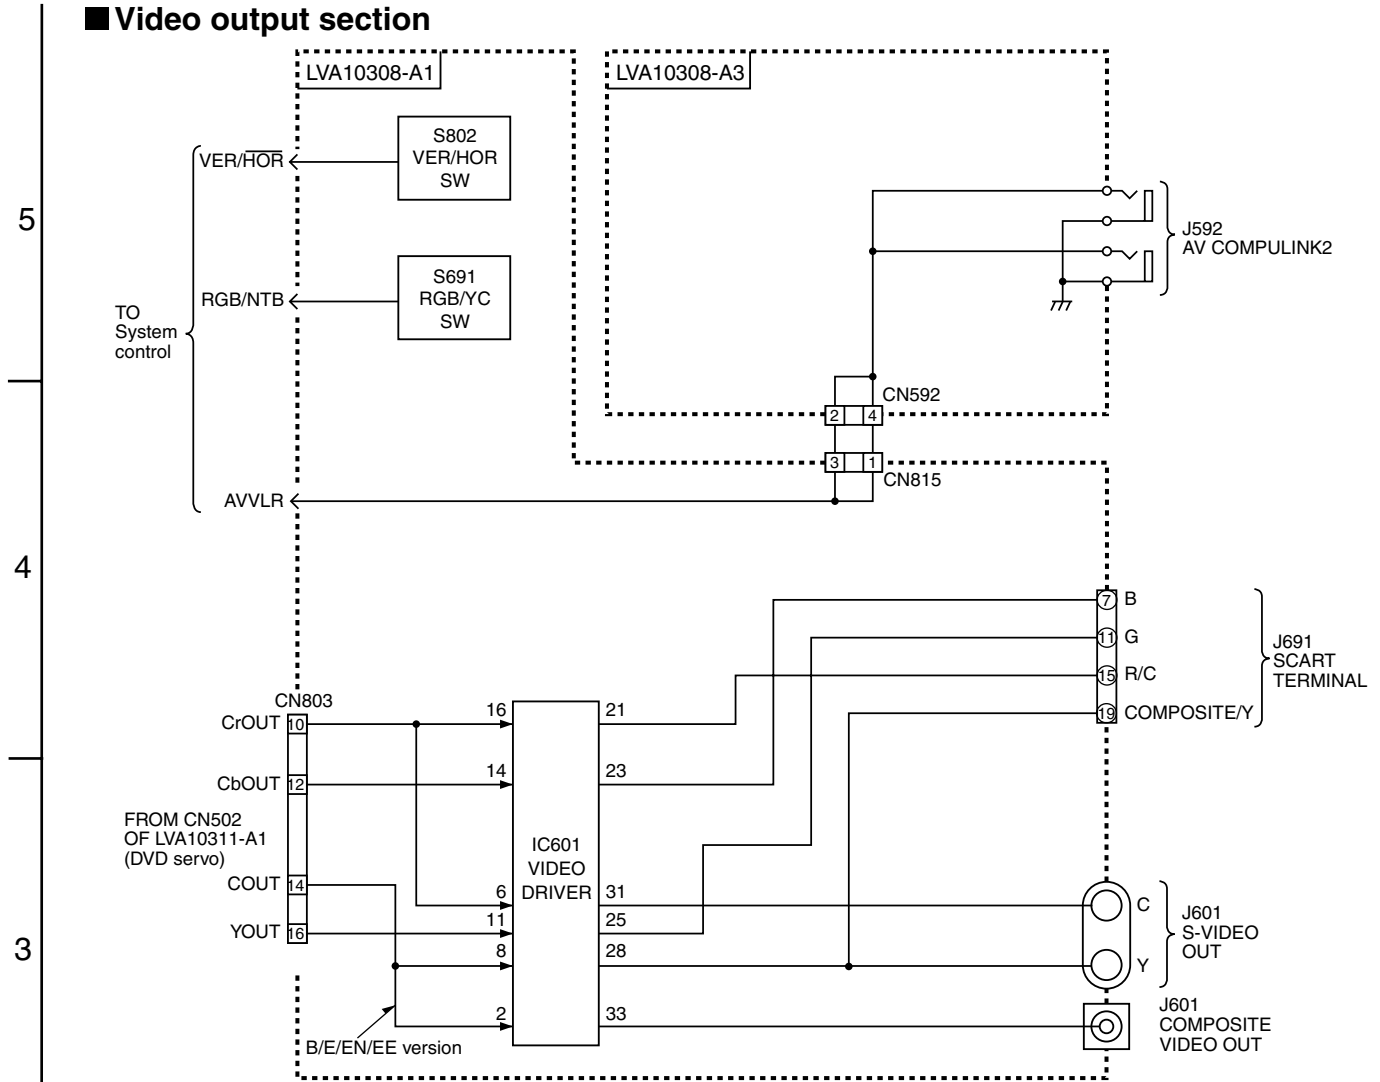 ■ Video output section
LVA10308-A1
LVA10308-A3
S802
VER/HOR
SW
VER/HOR
5
J592
AV COMPULINK2
S691
RGB/YC
SW
RGB/NTB
TO
System
control
CN592
2 4
3 1
CN815
AVVLR
4
7 B
11 G
15 R/C
19 COMPOSITE/Y
J691
SCART
TERMINAL
CN803
CrOUT 10
16
21
CbOUT 12
14
23
FROM CN502
OF LVA10311-A1
(DVD servo)
IC601
VIDEO
DRIVER
COUT 14
6
31
C
11
25
YOUT 16
8
28
Y
J601
S-VIDEO
OUT
3
2
33
J601
COMPOSITE
VIDEO OUT
B/E/EN/EE version